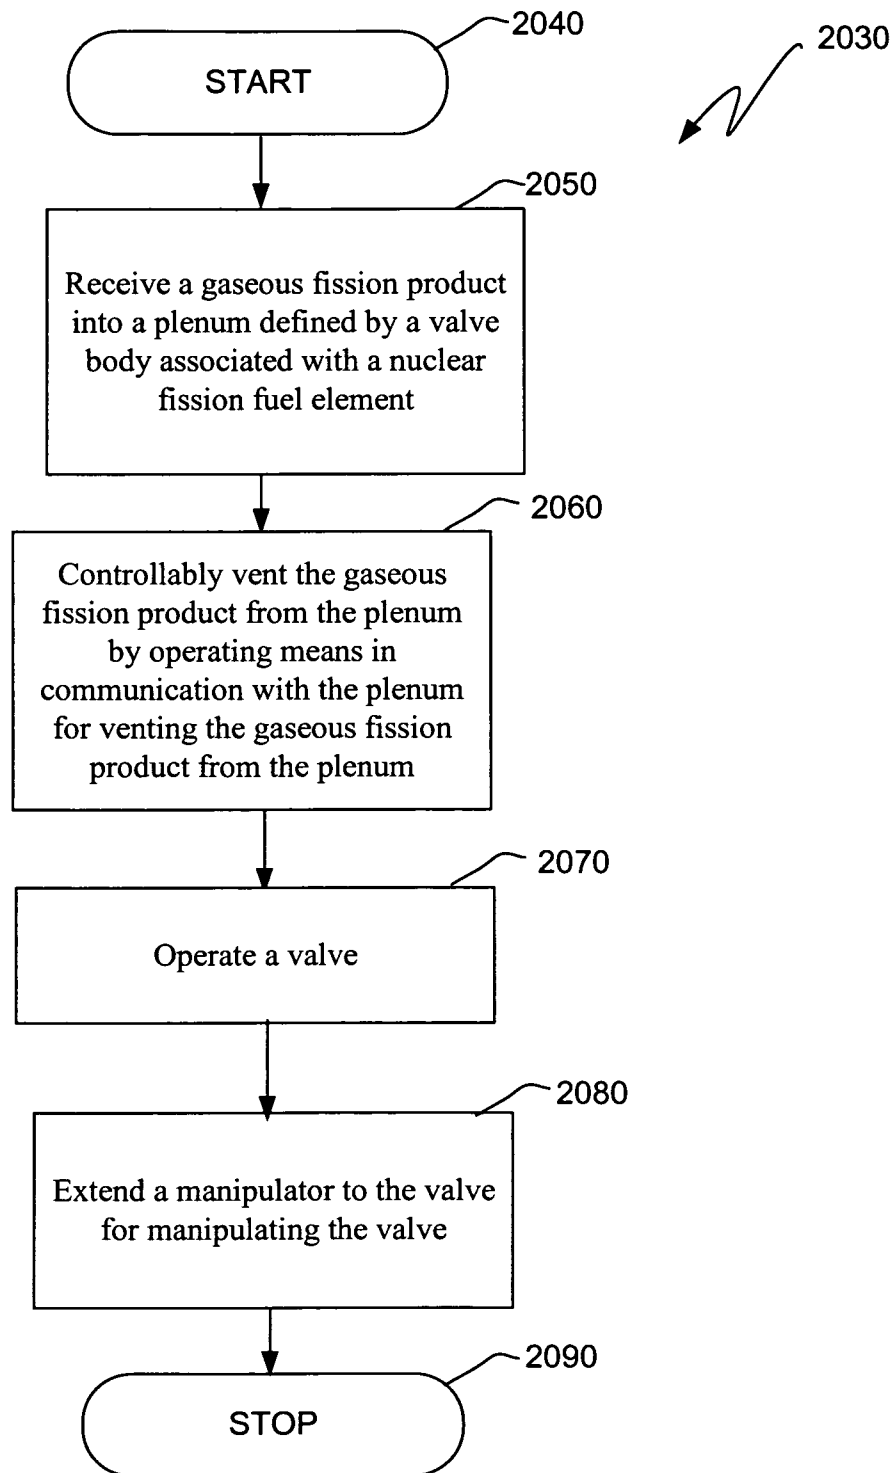 2040
2030
START
2050
Receive a gaseous fission product
into a plenum defined by a valve
body associated with a nuclear
fission fuel element
2060
Controllably vent the gaseous
fission product from the plenum
by operating means in
communication with the plenum
for venting the gaseous fission
product from the plenum
2070
Operate a valve
2080
Extend a manipulator to the valve
for manipulating the valve
2090
STOP